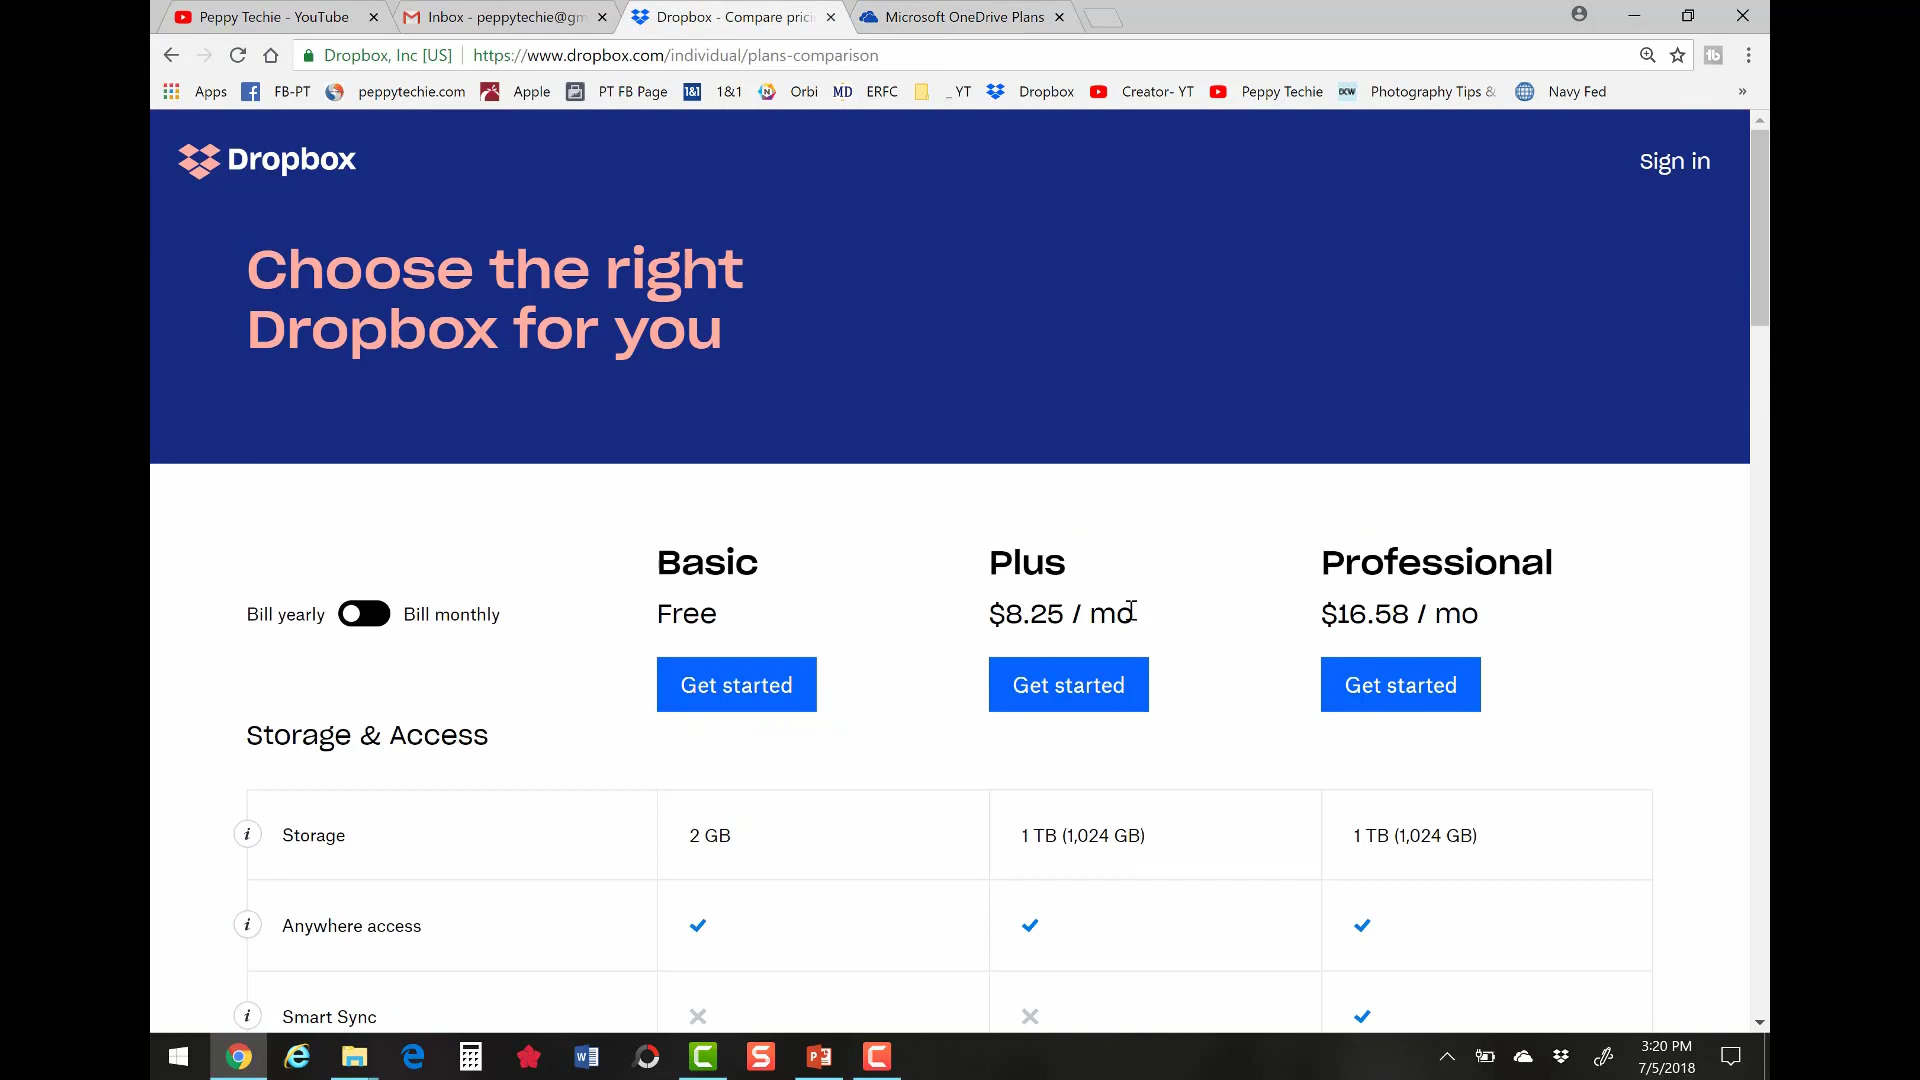 Peppy Techie - YouTube
Inbox - peppytechie@gm
Dropbox - Compare prici
Microsoft OneDrive Plans
Dropbox, Inc [US]
https://www.dropbox.com/individual/plans-comparison
Apps
FB-PT
peppytechie.com
Apple
PT FB Page
1&1
1&1
Orbi
MD
ERFC
_ YT
Dropbox
Creator- YT
Peppy Techie
DCW
Photography Tips &
Navy Fed
»
Dropbox
Sign in
Choose the right
Dropbox for you
Basic
Plus
Professional
Bill yearly
Bill monthly
Free
$8.25 / mo
$16.58 / mo
Get started
Get started
Get started
Storage & Access
Storage
2 GB
1 TB (1,024 GB)
1 TB (1,024 GB)
Anywhere access
Smart Sync
3:20 PM
7/5/2018